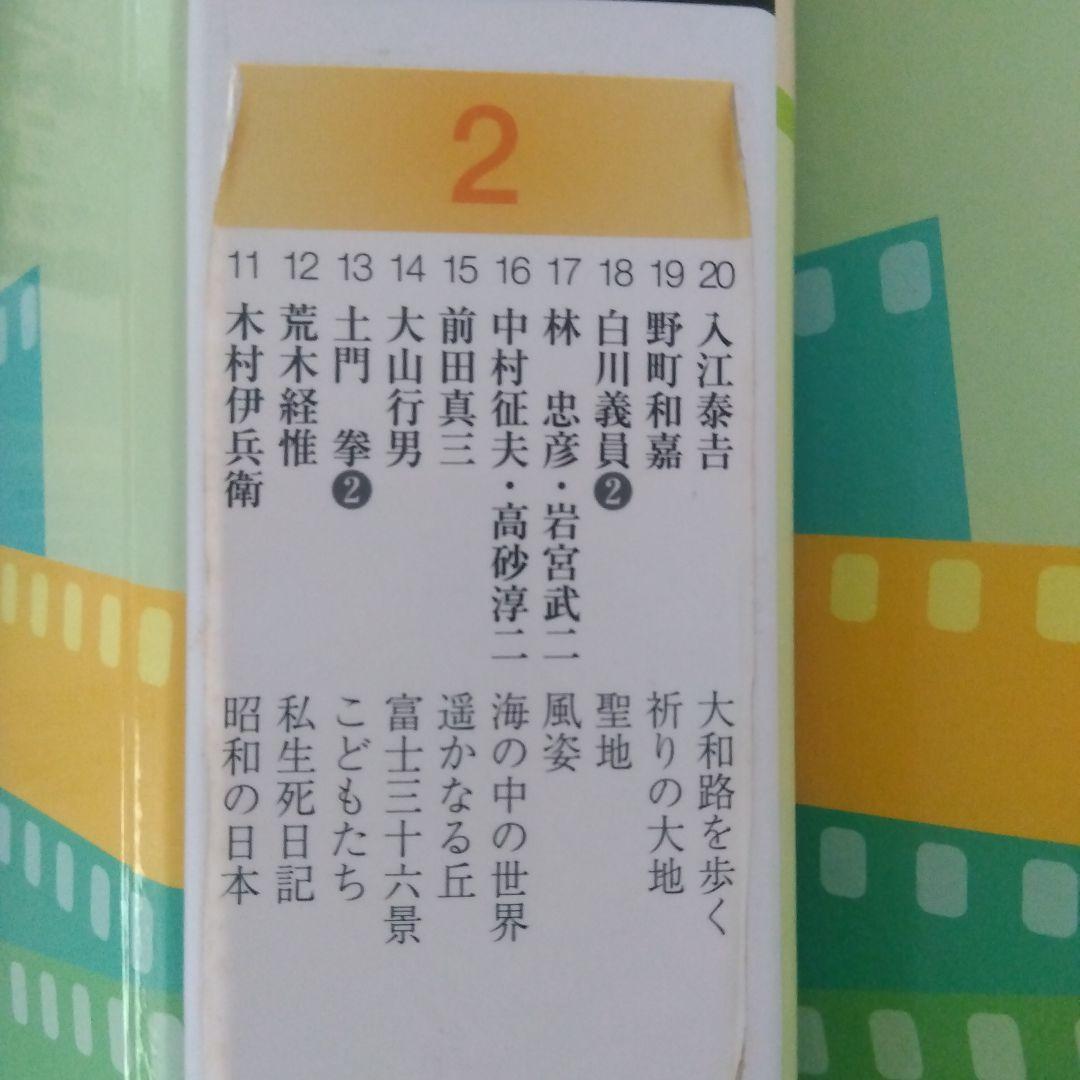 2
11 木村伊兵衛 昭和の日本
12 荒木経惟 私生死日記
13 土門 拳❷ こどもたち
14 大山行男 富士三十六景
15 前田真三 遥かなる丘
16 中村征夫・高砂淳二 海の中の世界
17 林 忠彦・岩宮武二 風姿
18 白川義員❷ 聖地
19 野町和嘉 祈りの大地
20 入江泰𠮷 大和路を歩く